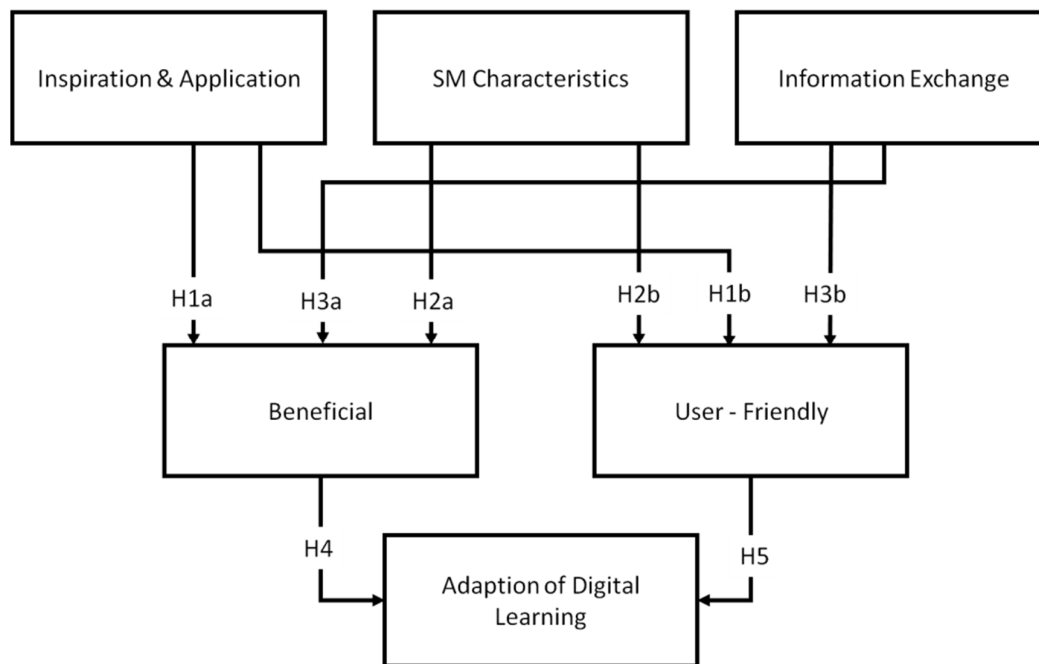 Inspiration & Application
SM Characteristics
Information Exchange
H1a
H3a
H2a
H2b
H1b
H3b
Beneficial
User - Friendly
H4
H5
Adaption of Digital
Learning